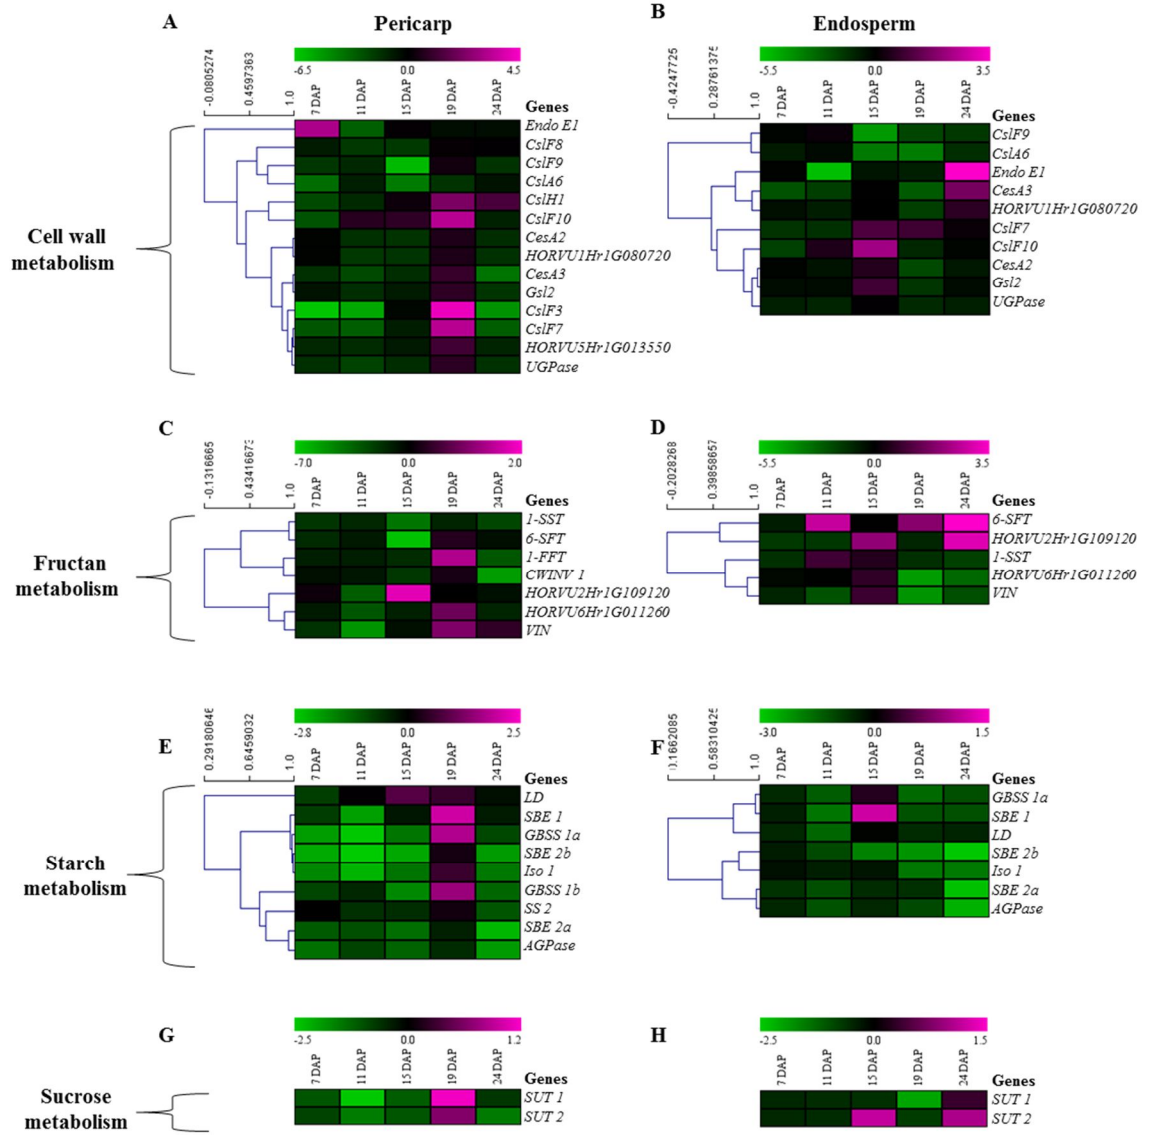 A
Pericarp
-6.5
0.0
4.5
-0.0805274
0.4597363
1.0
7 DAP
11 DAP
15 DAP
19 DAP
24 DAP
Genes
Endo E1
CslF8
CslF9
CslA6
CslH1
CslF10
CesA2
HORVU1Hr1G080720
CesA3
Gsl2
CslF3
CslF7
HORVU5Hr1G013550
UGPase
Cell wall
metabolism
B
Endosperm
-5.5
0.0
3.5
-0.4247725
0.28761375
1.0
7 DAP
11 DAP
15 DAP
19 DAP
24 DAP
Genes
CslF9
CslA6
Endo E1
CesA3
HORVU1Hr1G080720
CslF7
CslF10
CesA2
Gsl2
UGPase
C
-7.0
0.0
2.0
-0.1316665
1.0
7 DAP
11 DAP
15 DAP
19 DAP
24 DAP
Genes
1-SST
6-SFT
1-FFT
CWINV 1
HORVU2Hr1G109120
HORVU6Hr1G011260
VIN
Fructan
metabolism
D
-5.5
0.0
3.5
-0.2028268
0.39858657
1.0
7 DAP
11 DAP
15 DAP
19 DAP
24 DAP
Genes
6-SFT
HORVU2Hr1G109120
1-SST
HORVU6Hr1G011260
VIN
E
-2.8
0.0
2.5
0.6459032
1.0
7 DAP
11 DAP
15 DAP
19 DAP
24 DAP
Genes
LD
SBE 1
GBSS 1a
SBE 2b
Iso 1
GBSS 1b
SS 2
SBE 2a
AGPase
Starch
metabolism
F
-3.0
0.0
1.5
1.0
7 DAP
11 DAP
15 DAP
19 DAP
24 DAP
Genes
GBSS 1a
SBE 1
LD
SBE 2b
Iso 1
SBE 2a
AGPase
G
-2.5
0.0
1.2
7 DAP
11 DAP
15 DAP
19 DAP
24 DAP
Genes
SUT 1
SUT 2
Sucrose
metabolism
H
-2.5
0.0
1.5
7 DAP
11 DAP
15 DAP
19 DAP
24 DAP
Genes
SUT 1
SUT 2